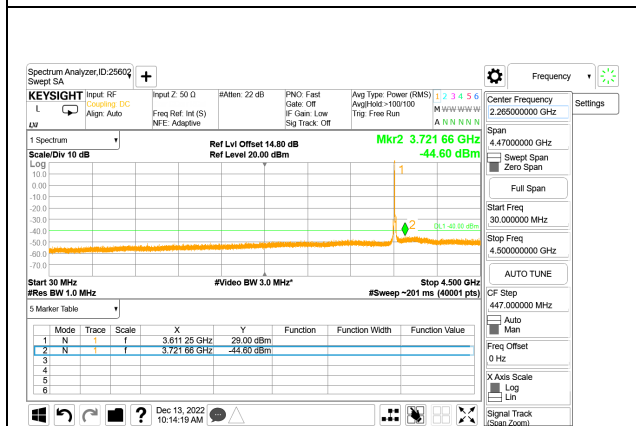 Spectrum Analyzer,ID:25602
Swept SA
+
Frequency
KEYSIGHT
L
Input: RF
Coupling: DC
Align: Auto
Input Z: 50 Ω
Freq Ref: Int (S)
NFE: Adaptive
#Atten: 22 dB
PNO: Fast
Gate: Off
IF Gain: Low
Sig Track: Off
Avg Type: Power (RMS)
Avg|Hold:>100/100
Trig: Free Run
1 2 3 4 5 6
M W W W W W
A N N N N N
Center Frequency
2.265000000 GHz
Settings
Span
4.47000000 GHz
Swept Span
Zero Span
Full Span
Start Freq
30.000000 MHz
Stop Freq
4.500000000 GHz
AUTO TUNE
CF Step
447.000000 MHz
Auto
Man
Freq Offset
0 Hz
X Axis Scale
Log
Lin
Signal Track
(Span Zoom)
1 Spectrum
Scale/Div 10 dB
Ref Lvl Offset 14.80 dB
Ref Level 20.00 dBm
Mkr2 3.721 66 GHz
-44.60 dBm
Log
10.0
0.00
-10.0
-20.0
-30.0
-40.0
-50.0
-60.0
-70.0
1
2
DL1 -40.00 dBm
Start 30 MHz
#Res BW 1.0 MHz
#Video BW 3.0 MHz*
Stop 4.500 GHz
#Sweep ~201 ms (40001 pts)
5 Marker Table
Mode Trace Scale X Y Function Function Width Function Value
1 N 1 f 3.611 25 GHz 29.00 dBm
2 N 1 f 3.721 66 GHz -44.60 dBm
3
4
5
6
?
Dec 13, 2022
10:14:19 AM